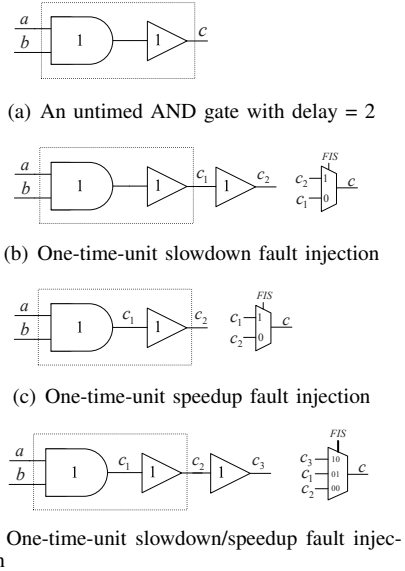 a
b
1
1
c
(a) An untimed AND gate with delay = 2
a
b
1
1
c1
1
c2
FIS
c2 1
c1 0
c
(b) One-time-unit slowdown fault injection
a
b
1
c1
1
c2
FIS
c1 1
c2 0
c
(c) One-time-unit speedup fault injection
a
b
1
c1
1
c2
1
c3
FIS
c3 10
c1 01
c2 00
c
One-time-unit slowdown/speedup fault injec-
n